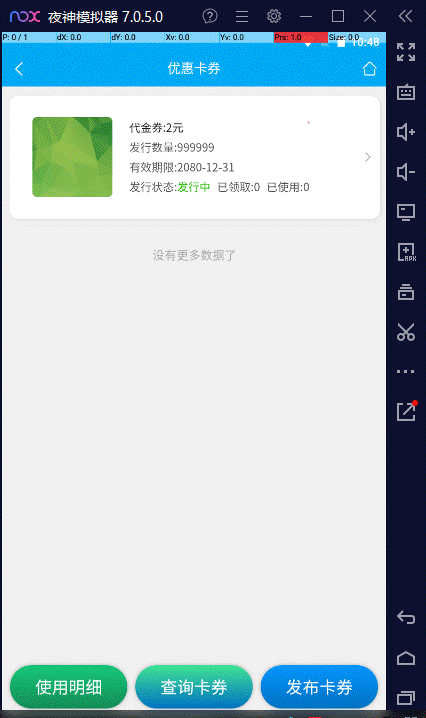 nox 夜神模拟器 7.0.5.0
P: 0 / 1 dX: 0.0 dY: 0.0 Xv: 0.0 Yv: 0.0 Prs: 1.0 Size: 0.0
10:48
优惠卡券
代金券:2元
发行数量:999999
有效期限:2080-12-31
发行状态:发行中 已领取:0 已使用:0
没有更多数据了
使用明细 查询卡券 发布卡券
APK